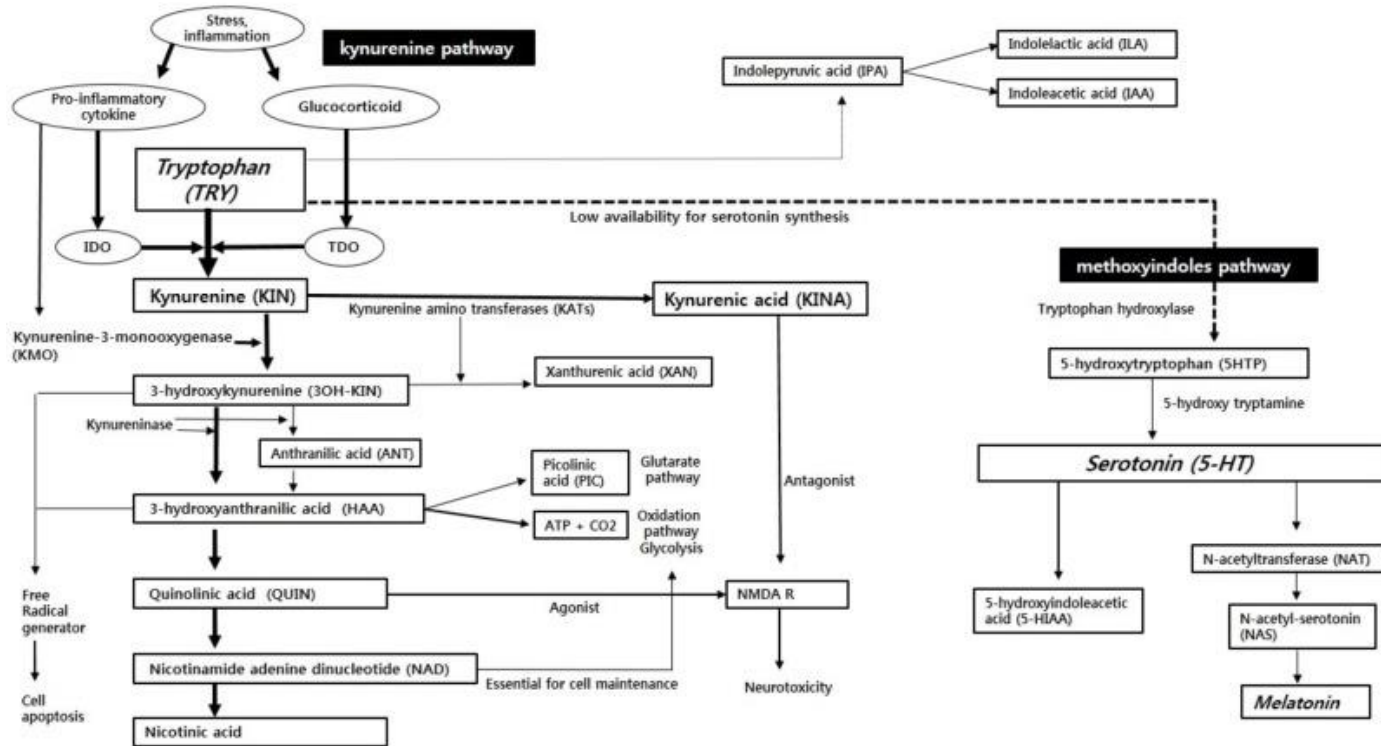 Stress,
inflammation
kynurenine pathway
Indolelactic acid (ILA)
Indolepyruvic acid (IPA)
Indoleacetic acid (IAA)
Pro-inflammatory
cytokine
Glucocorticoid
Tryptophan
(TRY)
Low availability for serotonin synthesis
IDO
TDO
methoxyindoles pathway
Kynurenine (KIN)
Kynurenic acid (KINA)
Kynurenine amino transferases (KATs)
Tryptophan hydroxylase
Kynurenine-3-monooxygenase
(KMO)
5-hydroxytryptophan (5HTP)
Xanthurenic acid (XAN)
3-hydroxykynurenine (3OH-KIN)
5-hydroxy tryptamine
Kynureninase
Anthranilic acid (ANT)
Serotonin (5-HT)
Picolinic
acid (PIC)
Glutarate
pathway
Antagonist
3-hydroxyanthranilic acid (HAA)
ATP + CO2
Oxidation
pathway
Glycolysis
N-acetyltransferase (NAT)
Free
Radical
generator
Quinolinic acid (QUIN)
Agonist
NMDA R
5-hydroxyindoleacetic
acid (5-HIAA)
N-acetyl-serotonin
(NAS)
Nicotinamide adenine dinucleotide (NAD)
Essential for cell maintenance
Neurotoxicity
Cell
apoptosis
Melatonin
Nicotinic acid